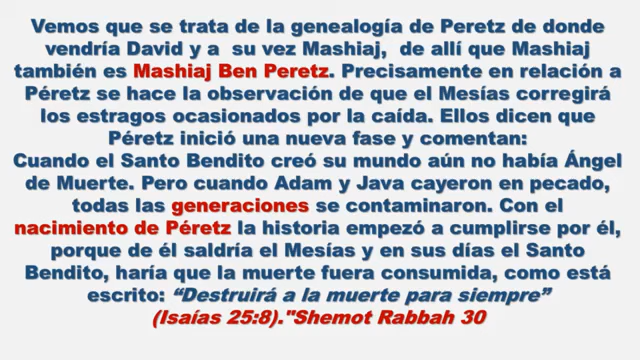 Vemos que se trata de la genealogía de Peretz de donde
vendría David y a su vez Mashiaj, de allí que Mashiaj
también es Mashiaj Ben Peretz. Precisamente en relación a
Péretz se hace la observación de que el Mesías corregirá
los estragos ocasionados por la caída. Ellos dicen que
Péretz inició una nueva fase y comentan:
Cuando el Santo Bendito creó su mundo aún no había Ángel
de Muerte. Pero cuando Adam y Java cayeron en pecado,
todas las generaciones se contaminaron. Con el
nacimiento de Péretz la historia empezó a cumplirse por él,
porque de él saldría el Mesías y en sus días el Santo
Bendito, haría que la muerte fuera consumida, como está
escrito: “Destruirá a la muerte para siempre”
(Isaías 25:8)."Shemot Rabbah 30